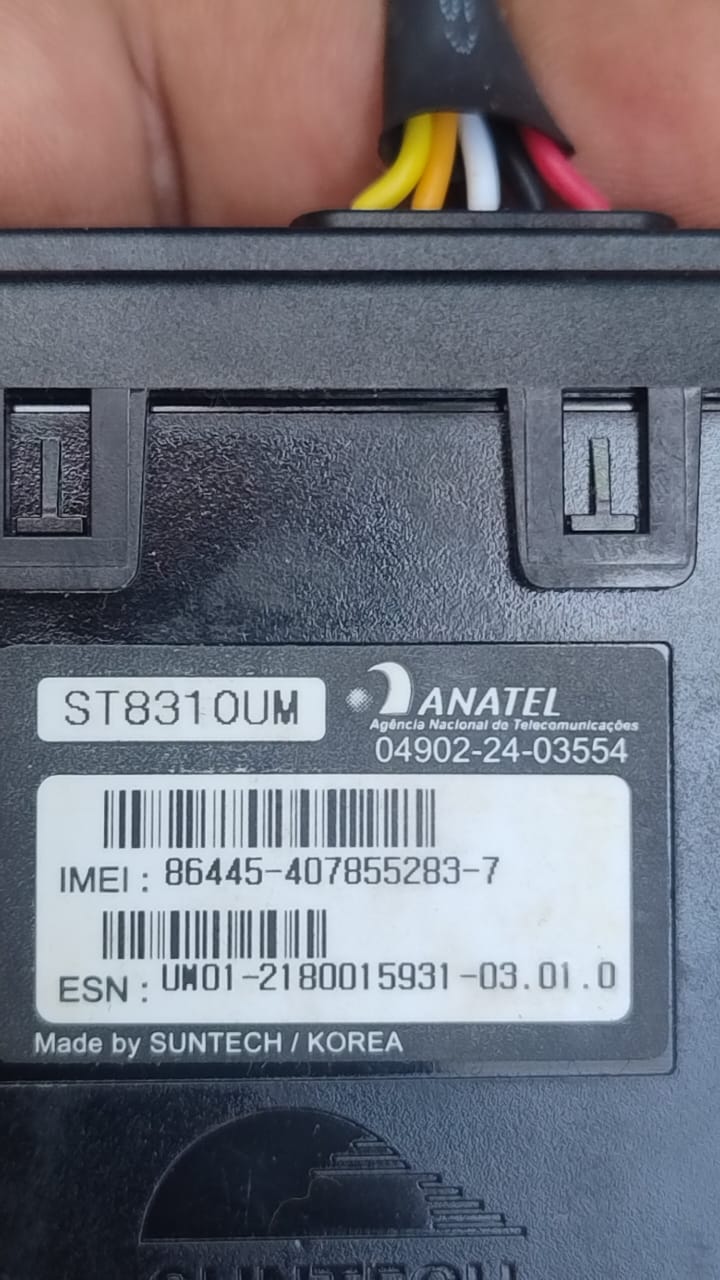 ST8310UM
ANATEL
Agência Nacional de Telecomunicações
04902-24-03554
IMEI : 86445-407855283-7
ESN : UM01-2180015931-03.01.0
Made by SUNTECH / KOREA
SUNTECH